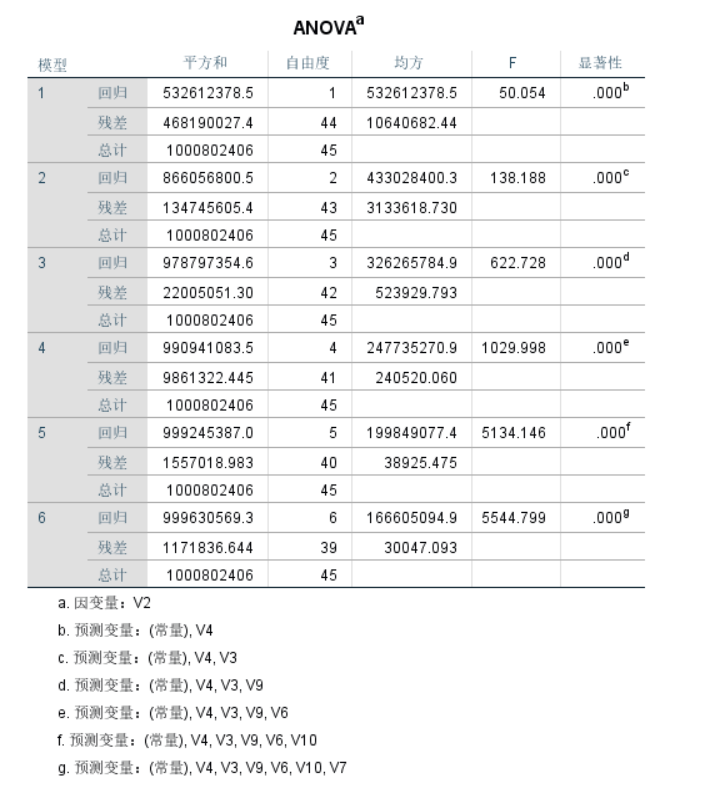 ANOVAa
模型 平方和 自由度 均方 F 显著性
1 回归 532612378.5 1 532612378.5 50.054 .000b
残差 468190027.4 44 10640682.44
总计 1000802406 45
2 回归 866056800.5 2 433028400.3 138.188 .000c
残差 134745605.4 43 3133618.730
总计 1000802406 45
3 回归 978797354.6 3 326265784.9 622.728 .000d
残差 22005051.30 42 523929.793
总计 1000802406 45
4 回归 990941083.5 4 247735270.9 1029.998 .000e
残差 9861322.445 41 240520.060
总计 1000802406 45
5 回归 999245387.0 5 199849077.4 5134.146 .000f
残差 1557018.983 40 38925.475
总计 1000802406 45
6 回归 999630569.3 6 166605094.9 5544.799 .000g
残差 1171836.644 39 30047.093
总计 1000802406 45
a. 因变量：V2
b. 预测变量：(常量), V4
c. 预测变量：(常量), V4, V3
d. 预测变量：(常量), V4, V3, V9
e. 预测变量：(常量), V4, V3, V9, V6
f. 预测变量：(常量), V4, V3, V9, V6, V10
g. 预测变量：(常量), V4, V3, V9, V6, V10, V7